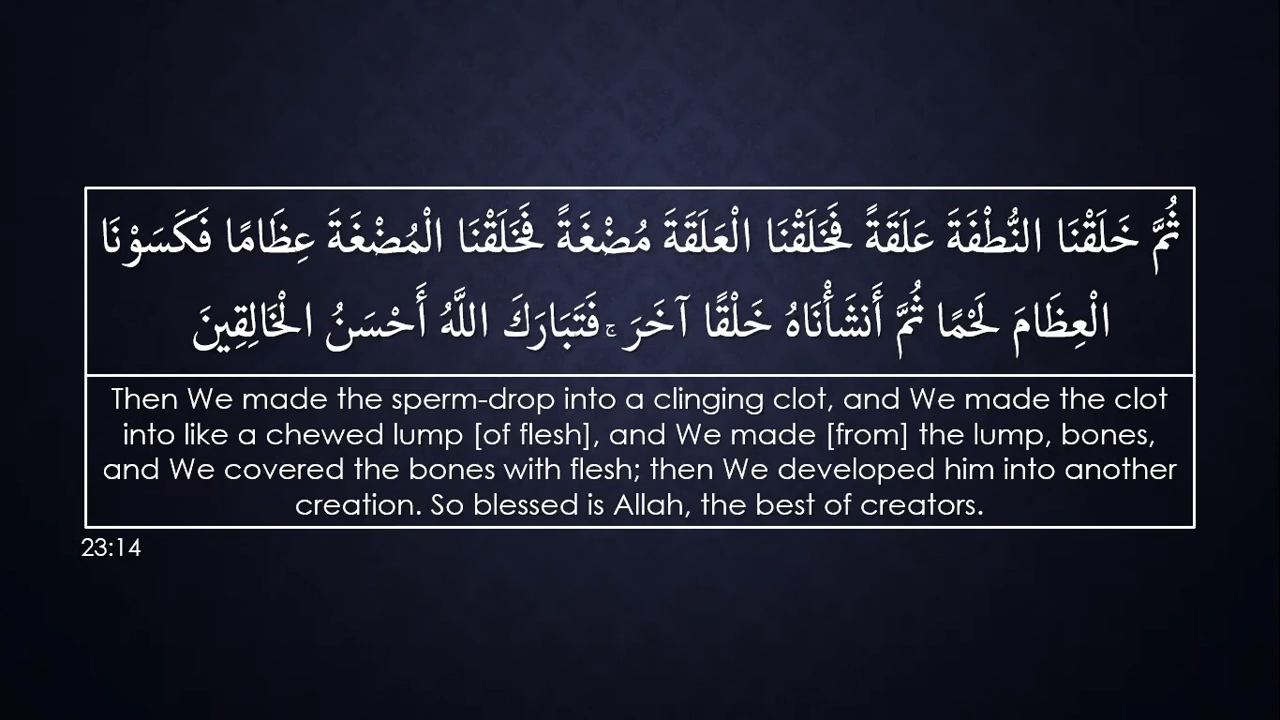 ثُمَّ خَلَقْنَا النُّطْفَةَ عَلَقَةً فَخَلَقْنَا الْعَلَقَةَ مُضْغَةً فَخَلَقْنَا الْمُضْغَةَ عِظَامًا فَكَسَوْنَا
الْعِظَامَ لَحْمًا ثُمَّ أَنشَأْنَاهُ خَلْقًا آخَرَ ۚ فَتَبَارَكَ اللَّهُ أَحْسَنُ الْخَالِقِينَ
Then We made the sperm-drop into a clinging clot, and We made the clot
into like a chewed lump [of flesh], and We made [from] the lump, bones,
and We covered the bones with flesh; then We developed him into another
creation. So blessed is Allah, the best of creators.
23:14